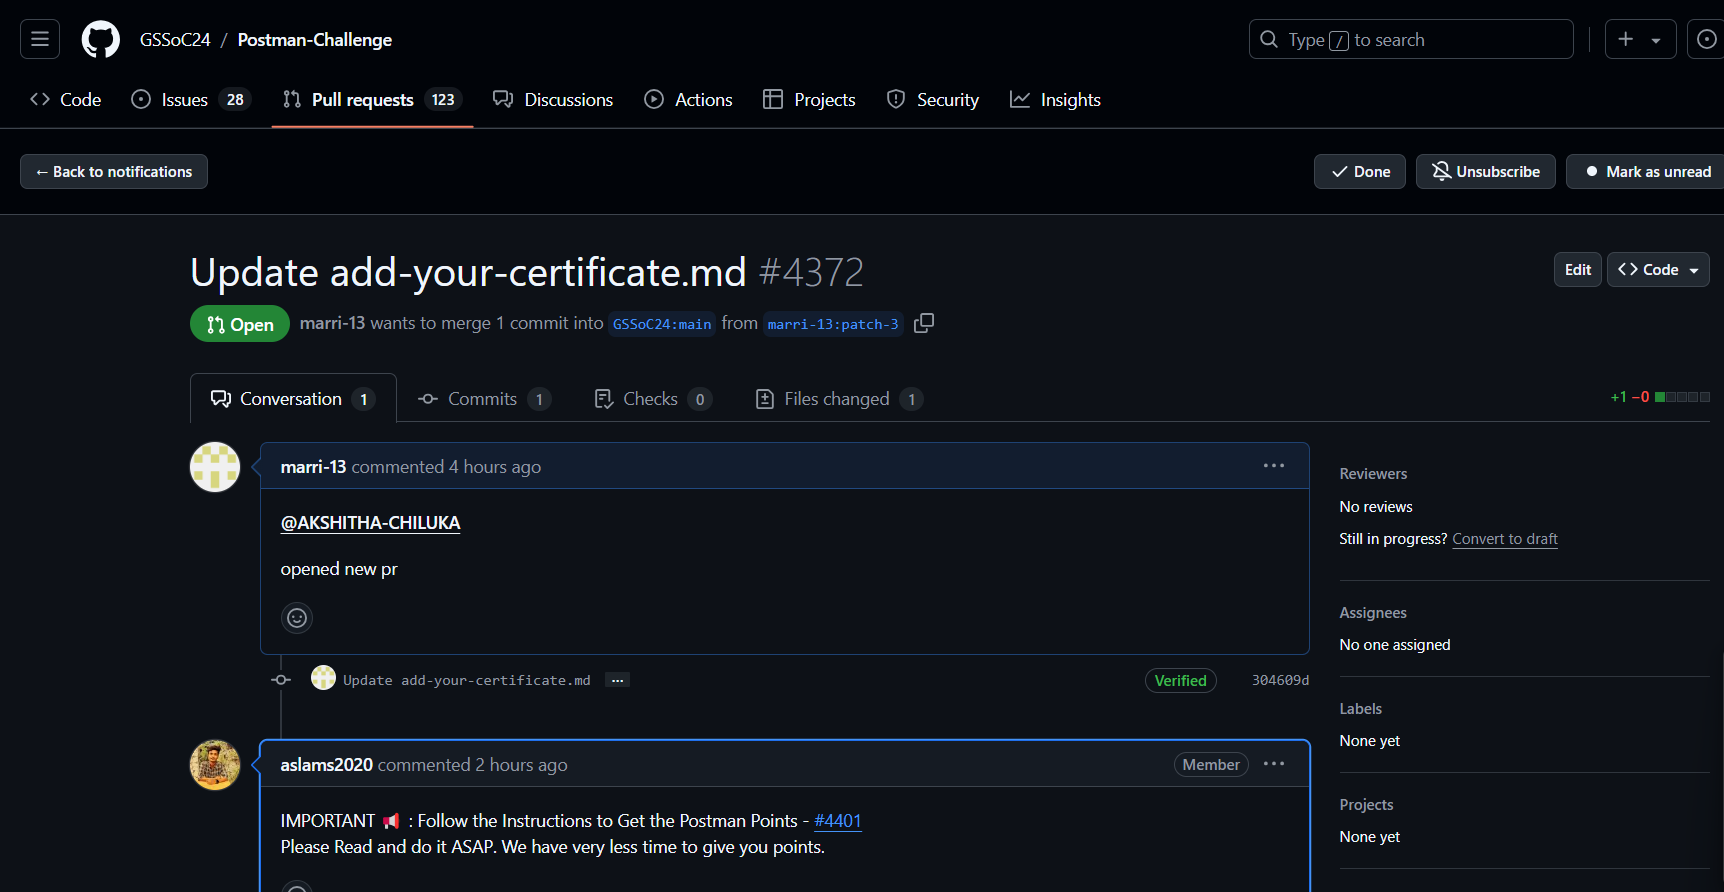 GSSoC24 / Postman-Challenge
Type / to search
Code
Issues 28
Pull requests 123
Discussions
Actions
Projects
Security
Insights
← Back to notifications
Done
Unsubscribe
Mark as unread
Update add-your-certificate.md #4372
Edit
Code
Open
marri-13 wants to merge 1 commit into GSSoC24:main from marri-13:patch-3
Conversation 1
Commits 1
Checks 0
Files changed 1
+1 −0
marri-13 commented 4 hours ago
@AKSHITHA-CHILUKA
opened new pr
Update add-your-certificate.md ...
Verified
304609d
aslams2020 commented 2 hours ago
Member
IMPORTANT 📢 : Follow the Instructions to Get the Postman Points - #4401
Please Read and do it ASAP. We have very less time to give you points.
Reviewers
No reviews
Still in progress? Convert to draft
Assignees
No one assigned
Labels
None yet
Projects
None yet